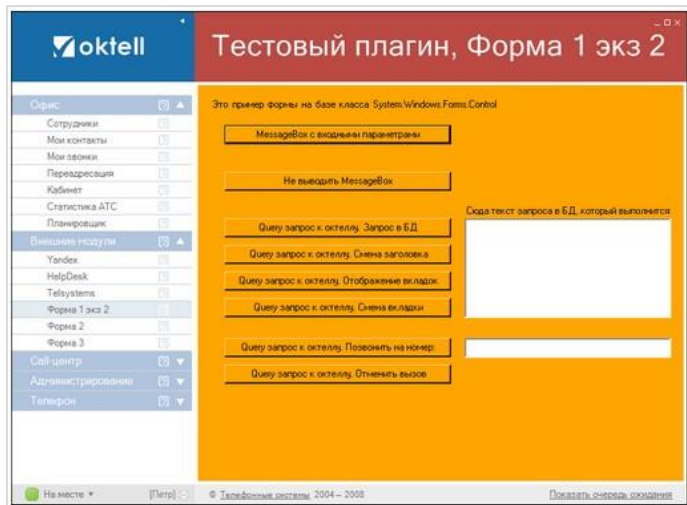 oktell
Тестовый плагин, Форма 1 экз 2
Офис
Сотрудники
Мои контакты
Мои звонки
Переадресация
Кабинет
Статистика АТС
Планировщик
Внешние модули
Yandex
HelpDesk
Telsystems
Форма 1 экз 2
Форма 2
Форма 3
Call-центр
Администрирование
Телефон
Это пример формы на базе класса System.Windows.Forms.Control
MessageBox с входными параметрами
Не выводить MessageBox
Сюда текст запроса в БД, который выполнится
Query запрос к октеллу. Запрос в БД
Query запрос к октеллу. Смена заголовка
Query запрос к октеллу. Отображение вкладок
Query запрос к октеллу. Смена вкладки
Query запрос к октеллу. Позвонить на номер:
Query запрос к октеллу. Отменить вызов
На месте
[Петр]
© Телефонные системы 2004 – 2008
Показать очередь ожидания